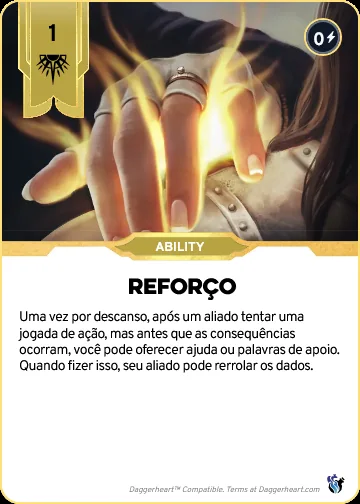 1
0
ABILITY
REFORÇO
Uma vez por descanso, após um aliado tentar uma
jogada de ação, mas antes que as consequências
ocorram, você pode oferecer ajuda ou palavras de apoio.
Quando fizer isso, seu aliado pode rerrolar os dados.
Daggerheart™ Compatible. Terms at Daggerheart.com